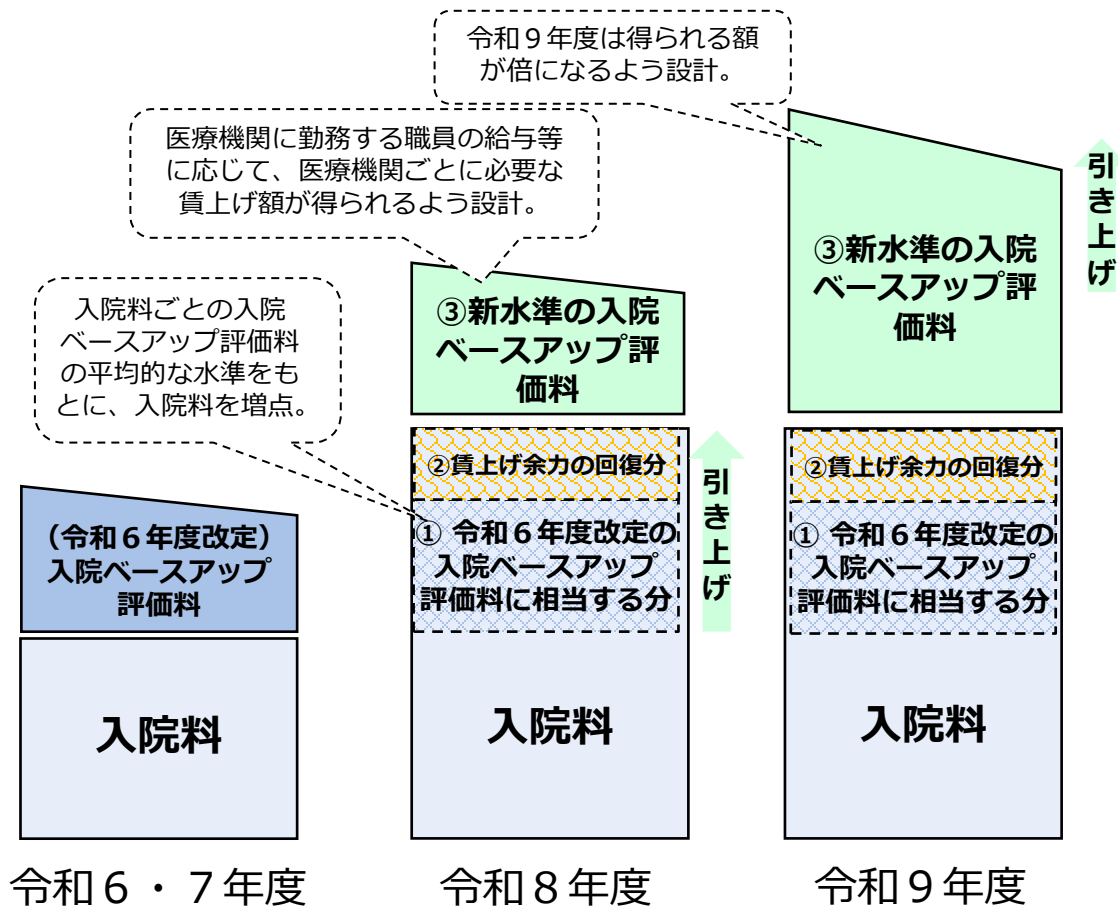 令和９年度は得られる額
が倍になるよう設計。
医療機関に勤務する職員の給与等
に応じて、医療機関ごとに必要な
賃上げ額が得られるよう設計。
入院料ごとの入院
ベースアップ評価料
の平均的な水準をも
とに、入院料を増点。
（令和６年度改定）
入院ベースアップ
評価料
入院料
令和６・７年度
③新水準の入院
ベースアップ評
価料
②賃上げ余力の回復分
① 令和６年度改定の
入院ベースアップ
評価料に相当する分
引き上げ
入院料
令和８年度
③新水準の入院
ベースアップ評
価料
引き上げ
②賃上げ余力の回復分
① 令和６年度改定の
入院ベースアップ
評価料に相当する分
入院料
令和９年度